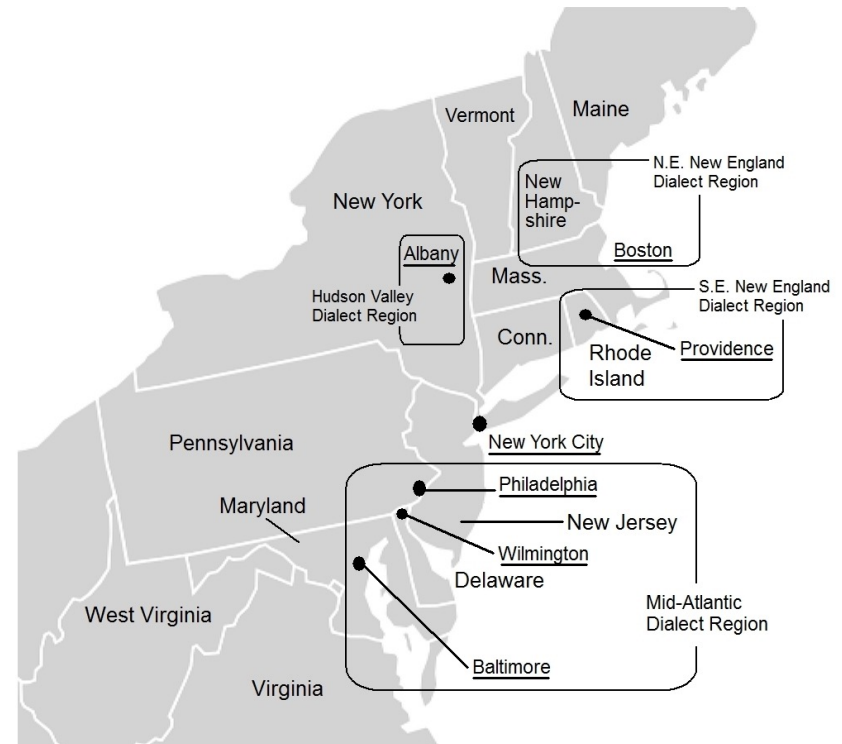 Vermont
Maine
N.E. New England
Dialect Region
New
Hamp-
shire
New York
Albany
Boston
Mass.
S.E. New England
Dialect Region
Hudson Valley
Dialect Region
Conn.
Rhode
Island
Providence
Pennsylvania
New York City
Philadelphia
Maryland
New Jersey
Wilmington
Delaware
West Virginia
Mid-Atlantic
Dialect Region
Baltimore
Virginia